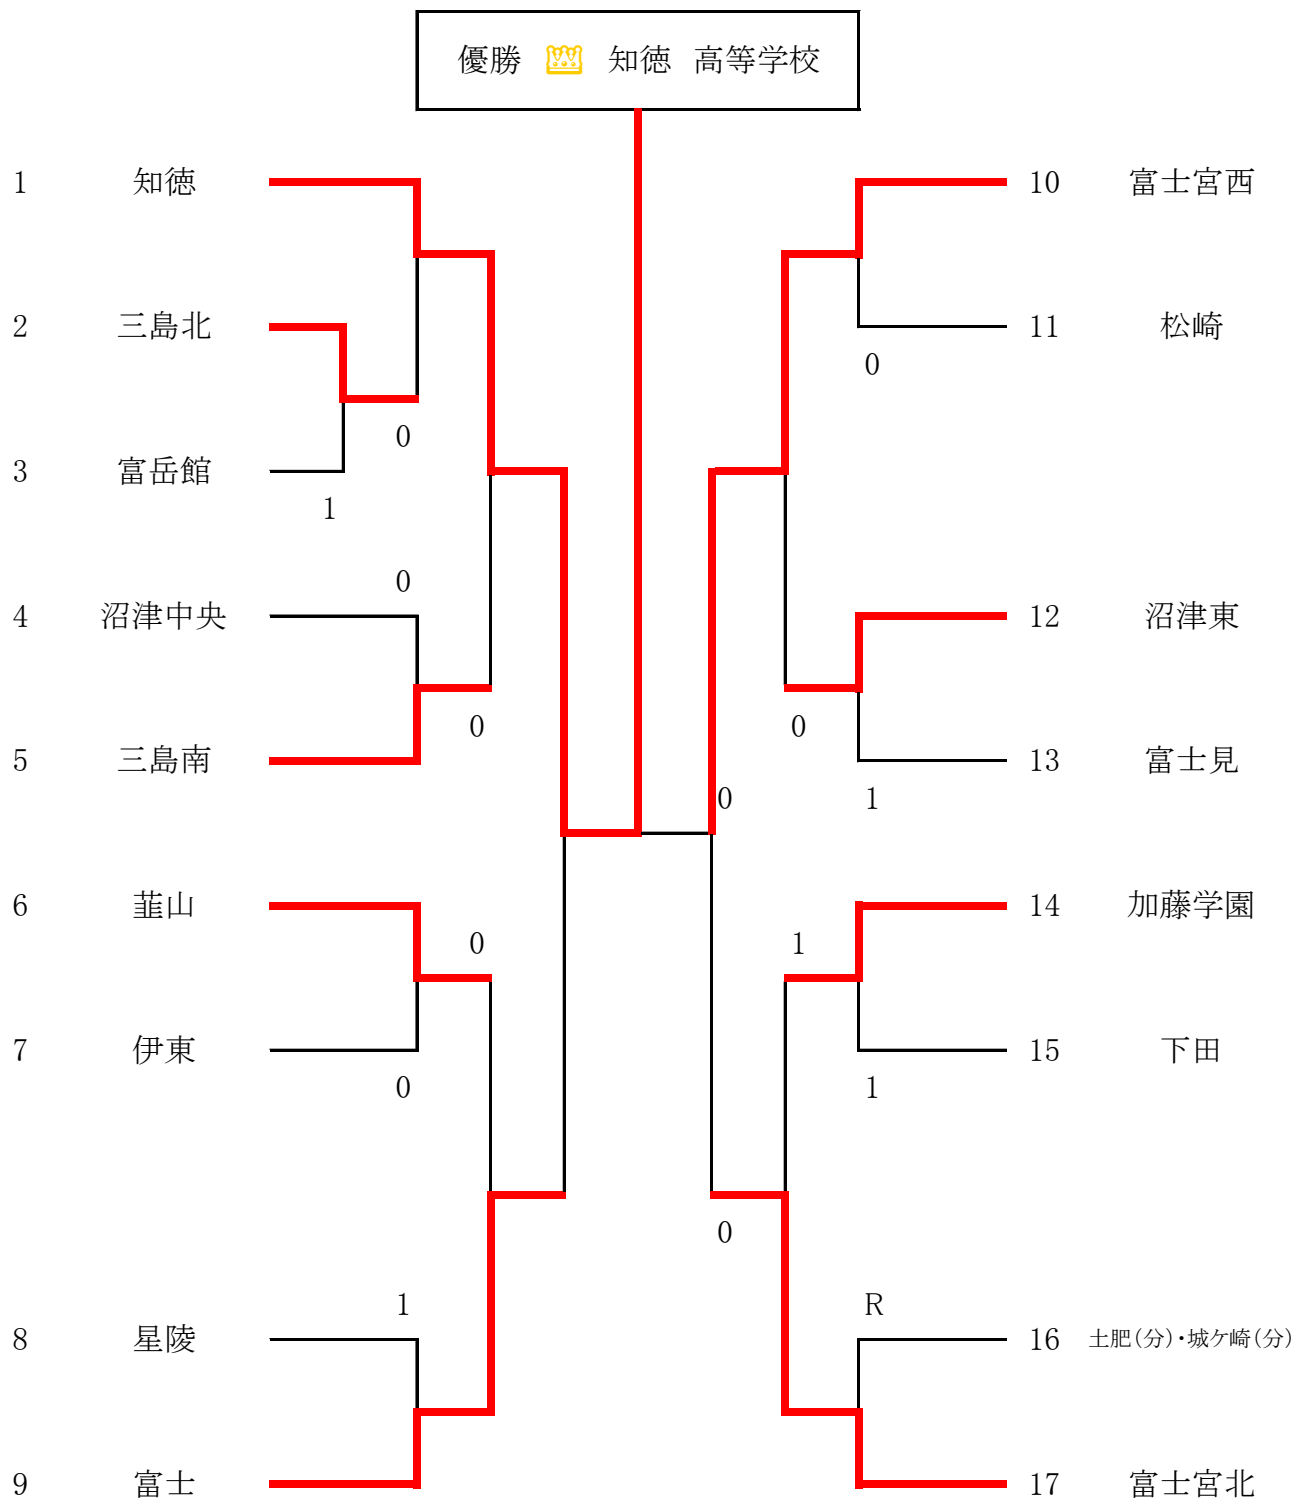 優勝 知徳 高等学校
1 知徳
2 三島北
0
3 富岳館
1
0
4 沼津中央
0
5 三島南
6 韮山
0
7 伊東
0
1
8 星陵
9 富士
10 富士宮西
11 松崎
0
12 沼津東
0
13 富士見
0
1
14 加藤学園
1
15 下田
1
0
R
16 土肥(分)・城ケ崎(分)
17 富士宮北